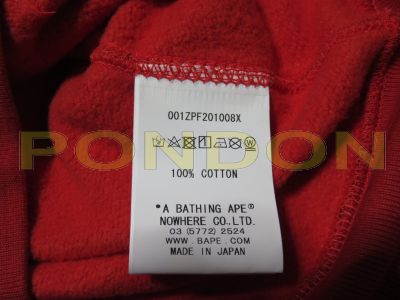 001ZPF201008X
PONDON
100% COTTON
*A BATHING APE®
NOWHERE CO.,LTD.
03 (5772) 2524
WWW.BAPE.COM
MADE IN JAPAN